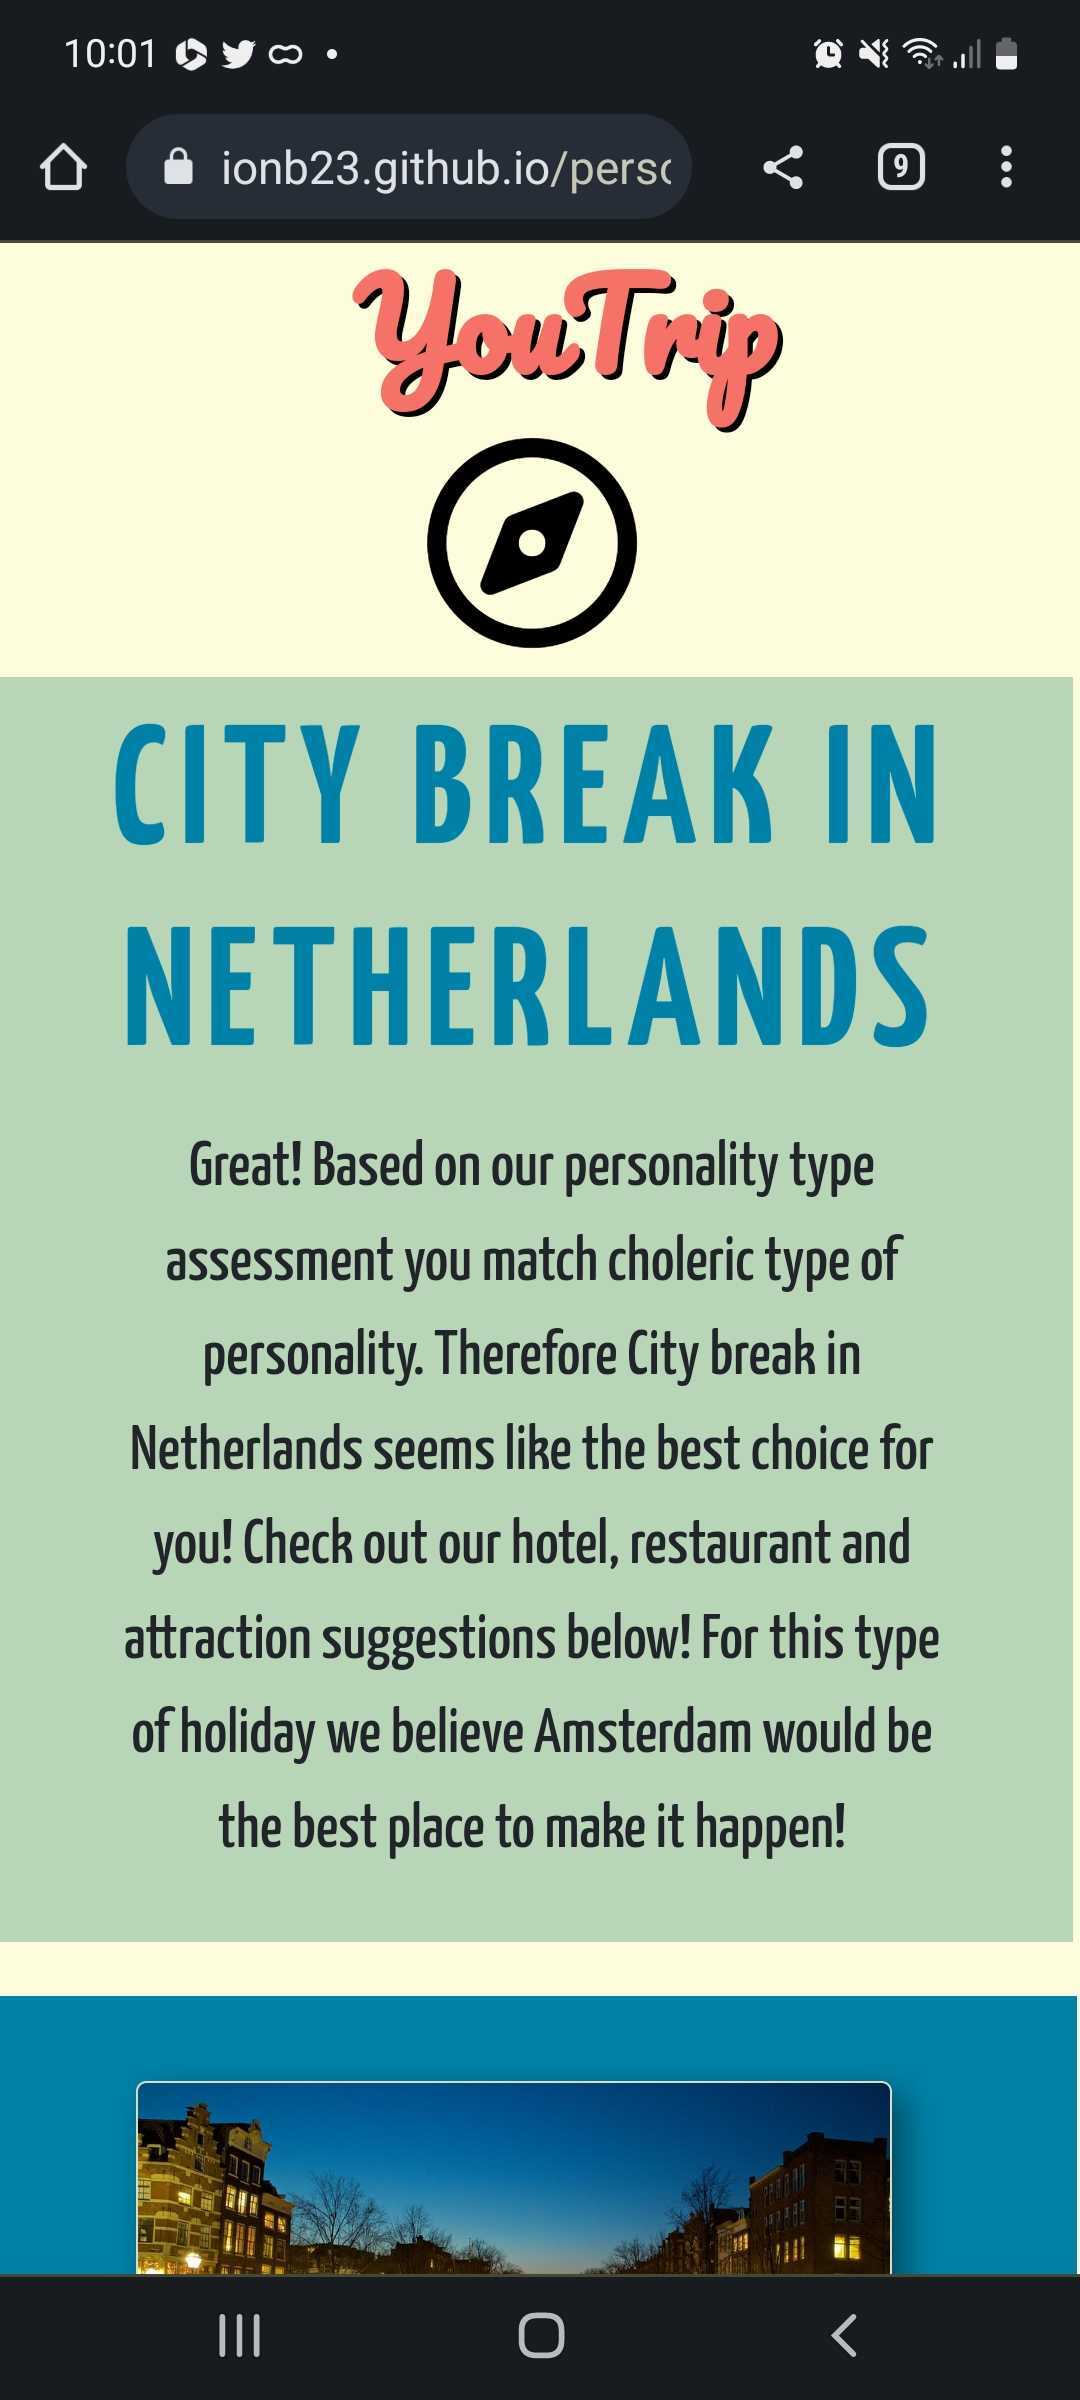 10:01
ionb23.github.io/perso
9
YouTrip
CITY BREAK IN
NETHERLANDS
Great! Based on our personality type
assessment you match choleric type of
personality. Therefore City break in
Netherlands seems like the best choice for
you! Check out our hotel, restaurant and
attraction suggestions below! For this type
of holiday we believe Amsterdam would be
the best place to make it happen!